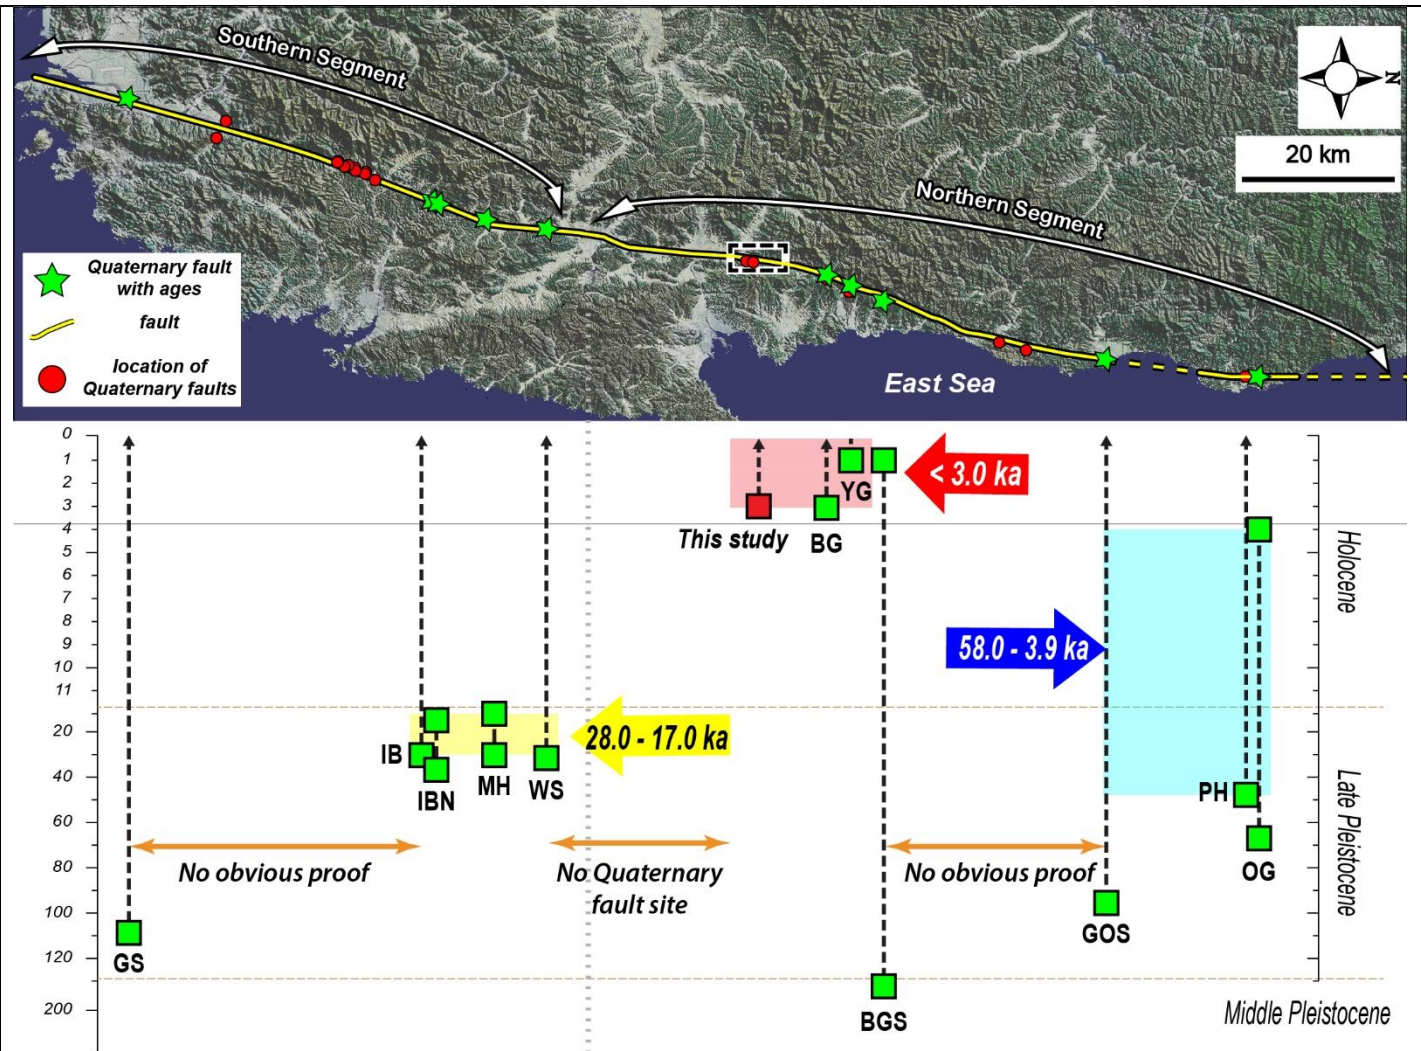 Southern Segment
Northern Segment
N
20 km
Quaternary fault
with ages
fault
location of
Quaternary faults
East Sea
0
1
2
3
4
5
6
7
8
9
10
11
20
40
60
80
100
120
200
< 3.0 ka
YG
This study
BG
58.0 - 3.9 ka
28.0 - 17.0 ka
IB
IBN
MH
WS
PH
OG
No obvious proof
No Quaternary
fault site
No obvious proof
GS
GOS
BGS
Holocene
Late Pleistocene
Middle Pleistocene